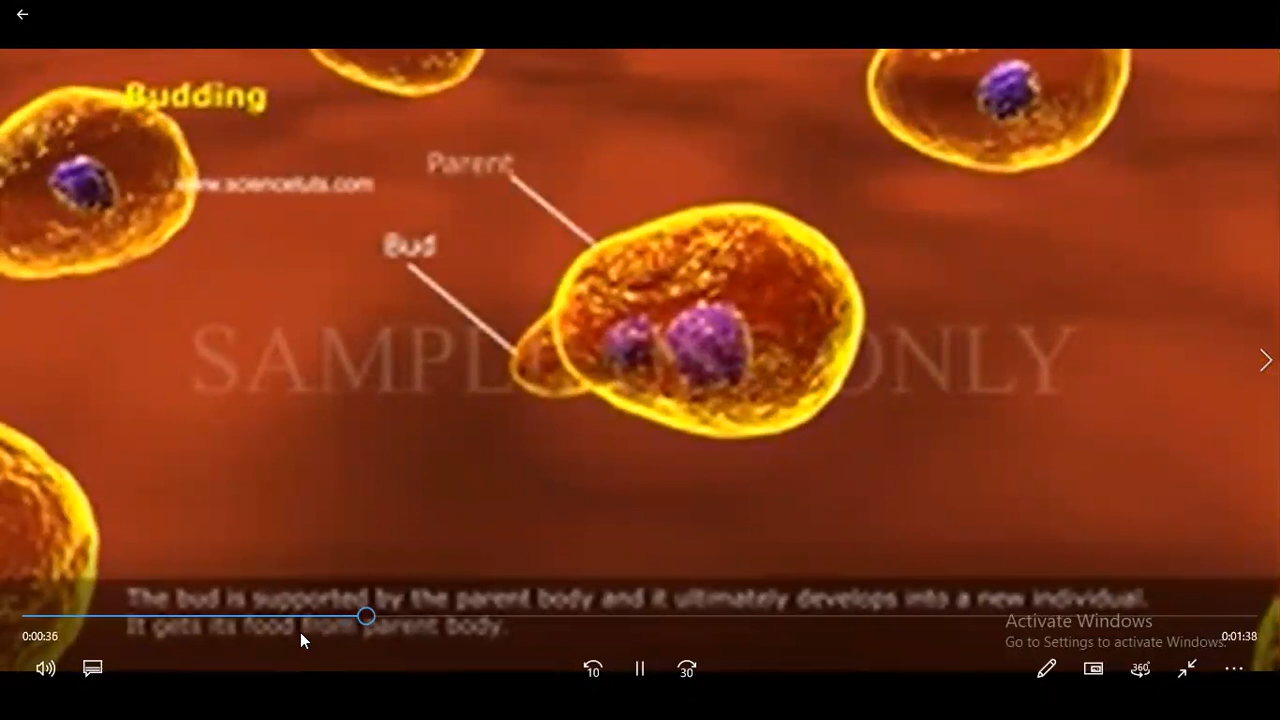 Budding
Parent
www.sciencetuts.com
Bud
SAMPLE ONLY
The bud is supported by the parent body and it ultimately develops into a new individual.
It gets its food from parent body.
Activate Windows
Go to Settings to activate Windows.
0:00:36
0:01:38
10
30
360°